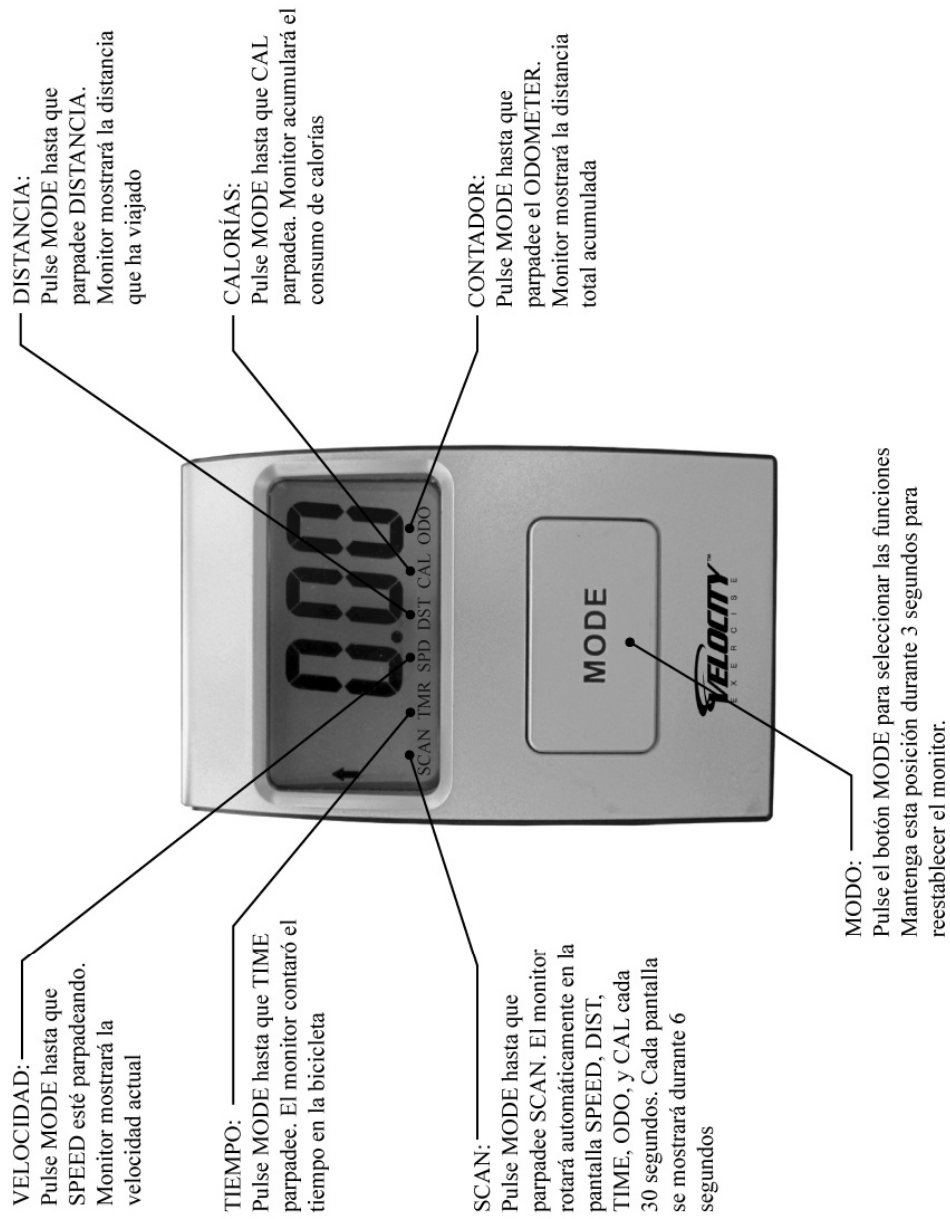 VELOCIDAD:
Pulse MODE hasta que
SPEED esté parpadeando.
Monitor mostrará la
velocidad actual
TIEMPO:
Pulse MODE hasta que TIME
parpadee. El monitor contaró el
tiempo en la bicicleta
SCAN:
Pulse MODE hasta que
parpadee SCAN. El monitor
rotará automáticamente en la
pantalla SPEED, DIST,
TIME, ODO, y CAL cada
30 segundos. Cada pantalla
se mostrará durante 6
segundos
0.00
SCAN TMR SPD DST CAL ODO
MODE
VELOCITY™
EXERCISE
DISTANCIA:
Pulse MODE hasta que
parpadee DISTANCIA.
Monitor mostrará la distancia
que ha viajado
CALORÍAS:
Pulse MODE hasta que CAL
parpadea. Monitor acumulará el
consumo de calorías
CONTADOR:
Pulse MODE hasta que
parpadee el ODOMETER.
Monitor mostrará la distancia
total acumulada
MODO:
Pulse el botón MODE para seleccionar las funciones
Mantenga esta posición durante 3 segundos para
reestablecer el monitor.